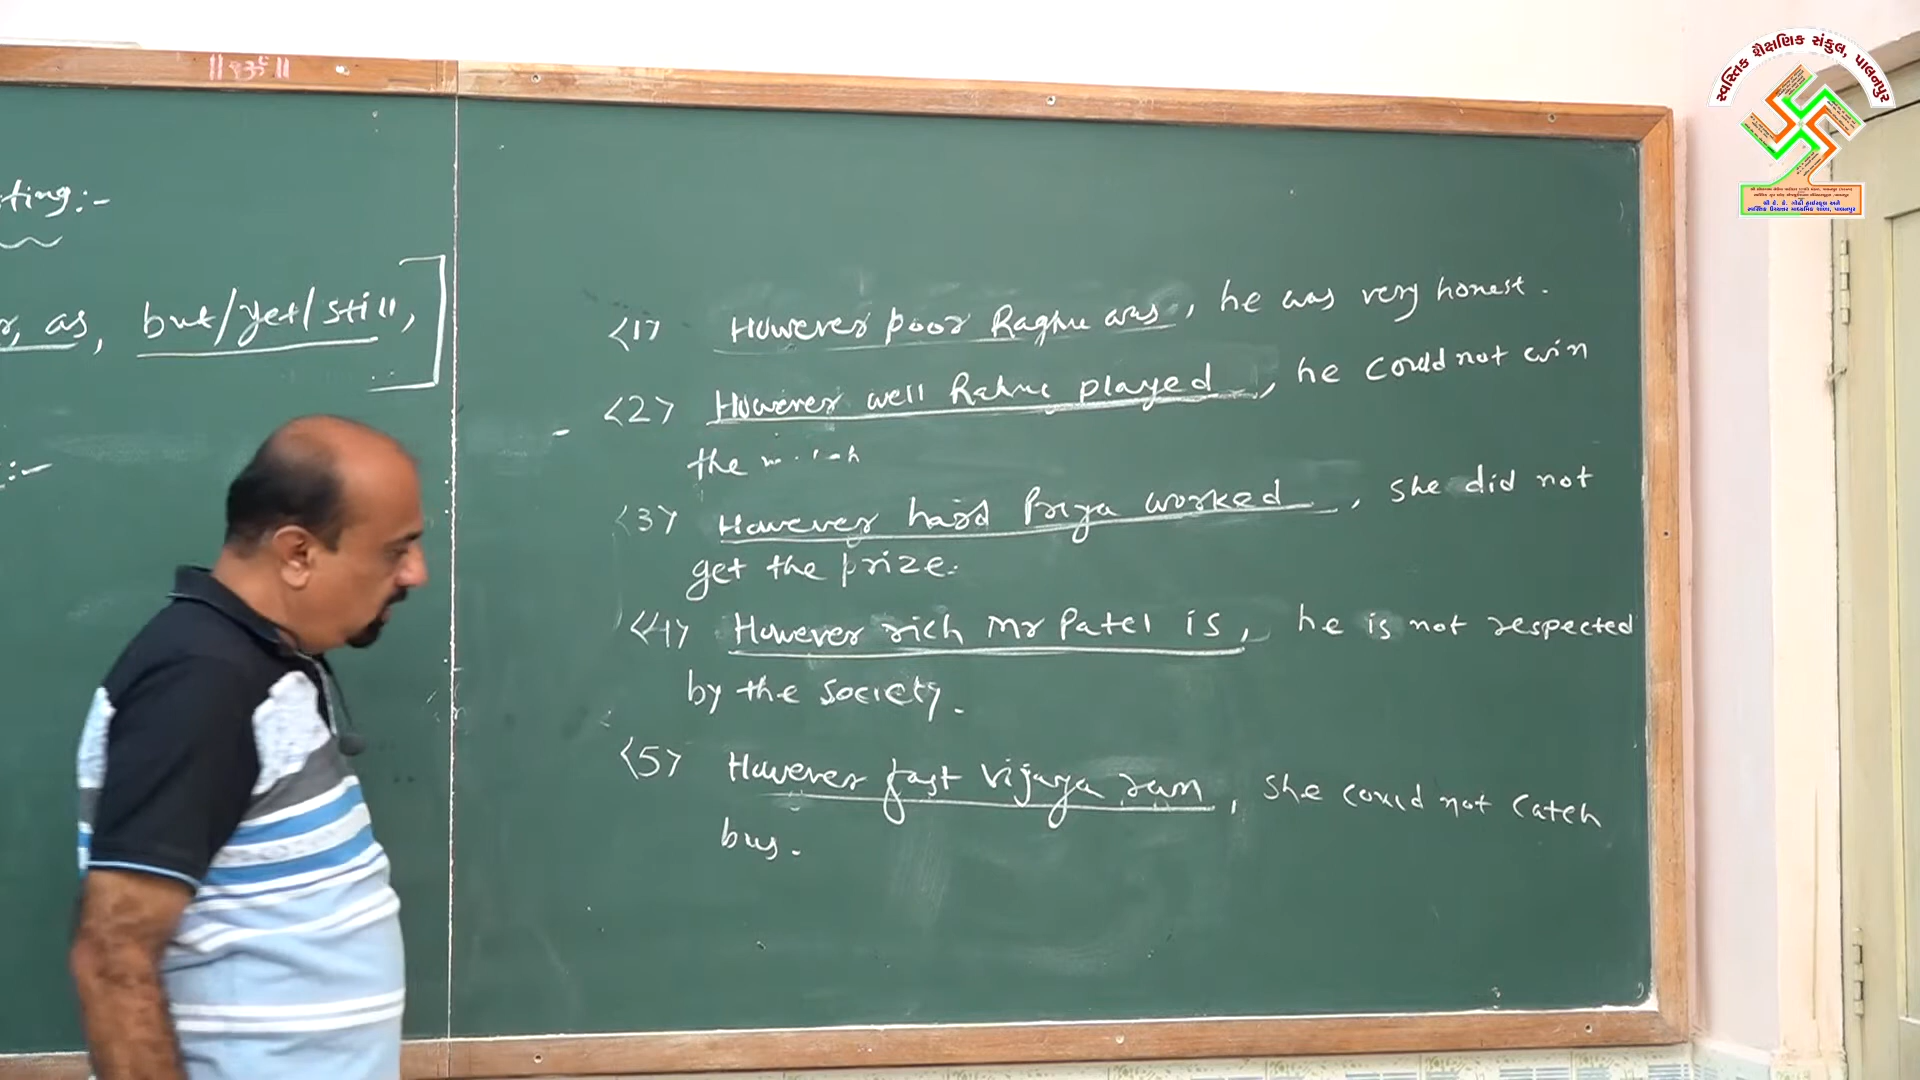 ||ૐ||
ting:-
as, but/yet/still,
:-
<1> However poor Raghu was, he was very honest.
<2> However well Rahul played, he could not win
the
<3> However hard Priya worked, she did not
get the prize.
<4> However rich Mr Patel is, he is not respected
by the society.
<5> However fast Vijaya ran, she could not catch
bus.
સ્વસ્તિક શૈક્ષણિક સંકુલ, પાલનપુર